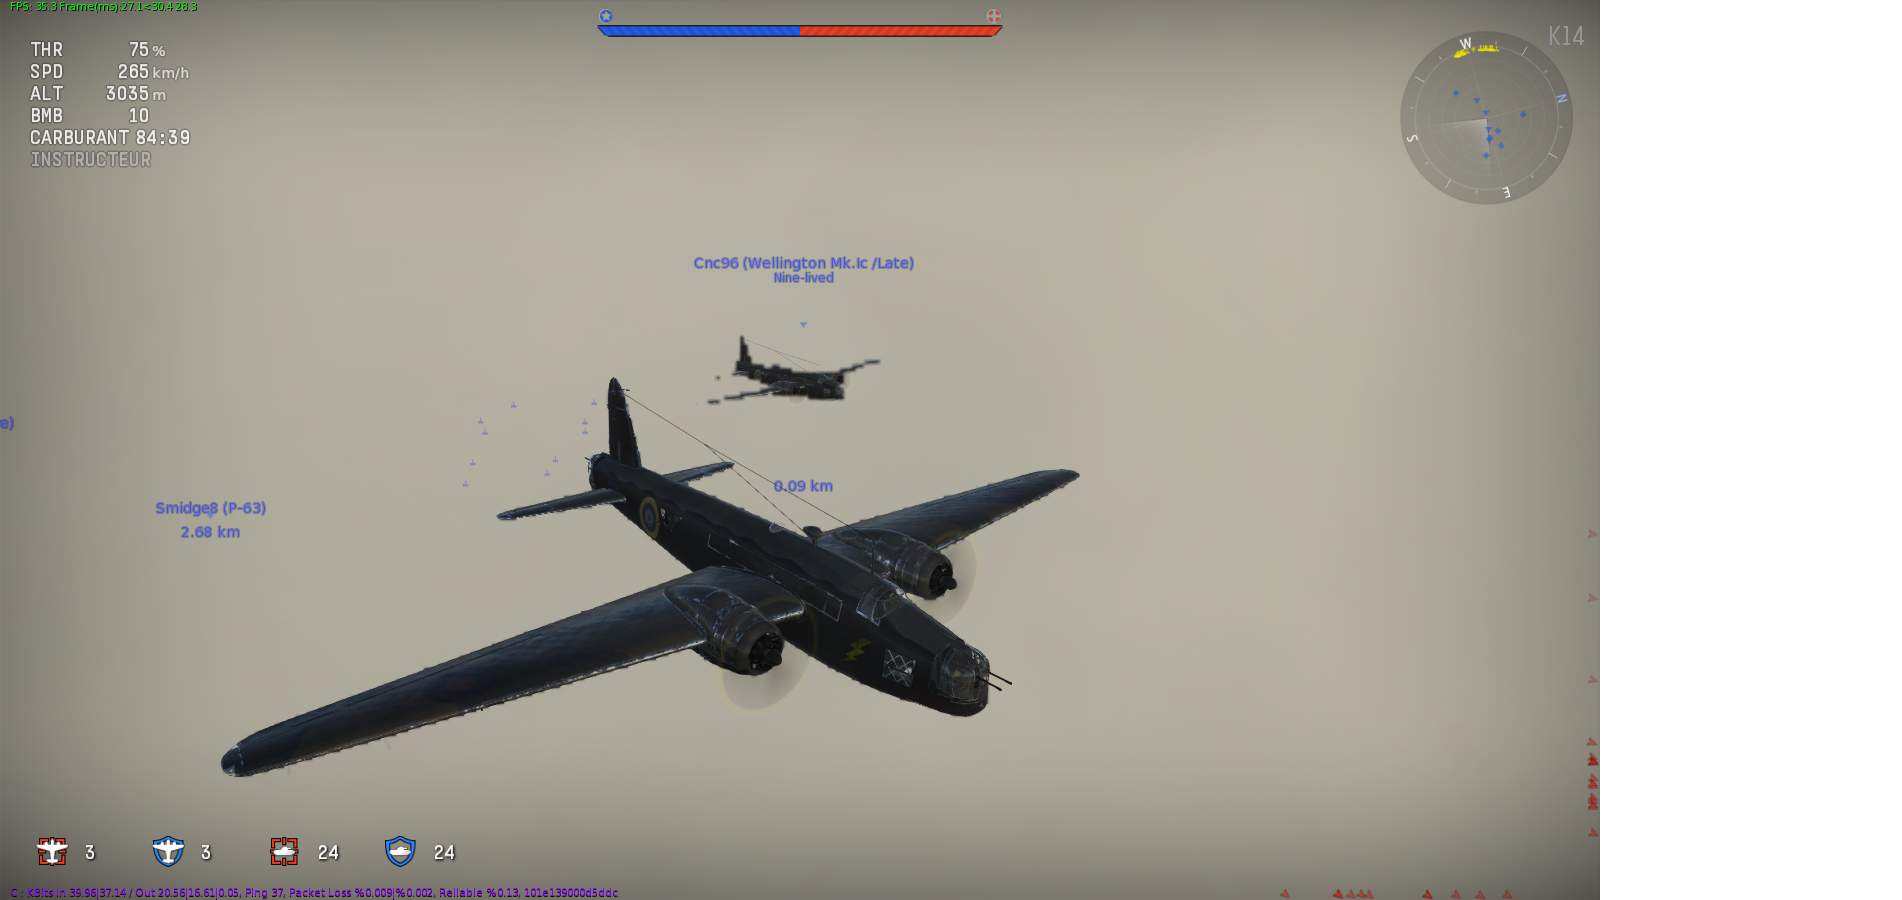 FPS: 35.3 Frame(ms):27.1<30.4 28.3
THR 75 %
SPD 265 km/h
ALT 3035 m
BMB 10
CARBURANT 84:39
INSTRUCTEUR
K14
W
N
S
E
Cnc96 (Wellington Mk.Ic /Late)
Nine-lived
e)
0.09 km
Smidge8 (P-63)
2.68 km
3 3 24 24
C: KBits In 39.96|37.14 / Out 20.56|16.61|0.05, Ping 37, Packet Loss %0.009|%0.002, Reliable %0.13, 101e139000d5ddc